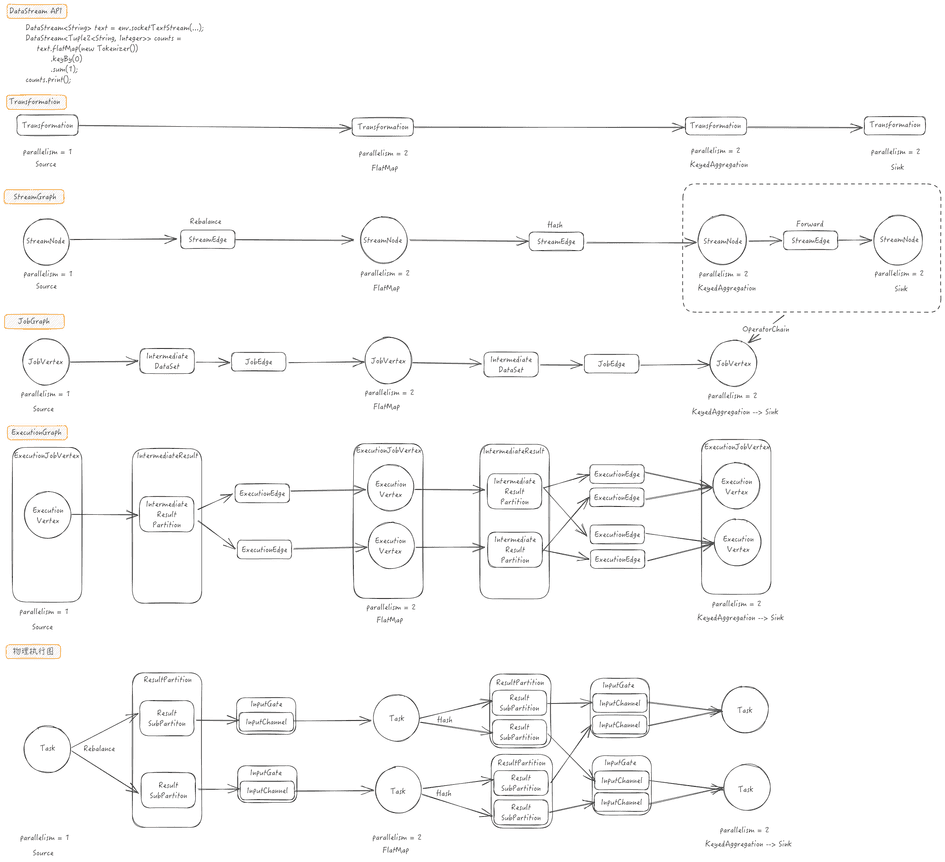 DataStream API
DataStream<String> text = env.socketTextStream(...);
DataStream<Tuple2<String, Integer>> counts =
text.flatMap(new Tokenizer())
.keyBy(0)
.sum(1);
counts.print();
Transformation
Transformation
Transformation
Transformation
Transformation
parallelism = 1
parallelism = 2
parallelism = 2
parallelism = 2
Source
FlatMap
KeyedAggregation
Sink
StreamGraph
Rebalance
Hash
Forward
StreamNode
StreamEdge
StreamNode
StreamEdge
StreamNode
StreamEdge
StreamNode
parallelism = 1
parallelism = 2
parallelism = 2
parallelism = 2
Source
FlatMap
KeyedAggregation
Sink
JobGraph
OperatorChain
JobVertex
Intermediate
DataSet
JobEdge
JobVertex
Intermediate
DataSet
JobEdge
JobVertex
parallelism = 1
parallelism = 2
parallelism = 2
Source
FlatMap
KeyedAggregation --> Sink
ExecutionGraph
ExecutionJobVertex
IntermediateResult
ExecutionJobVertex
IntermediateResult
ExecutionJobVertex
Execution
Vertex
Intermediate
Result
Partition
ExecutionEdge
ExecutionEdge
Execution
Vertex
Execution
Vertex
Intermediate
Result
Partition
Intermediate
Result
Partition
ExecutionEdge
ExecutionEdge
ExecutionEdge
ExecutionEdge
Execution
Vertex
Execution
Vertex
parallelism = 1
parallelism = 2
parallelism = 2
Source
FlatMap
KeyedAggregation --> Sink
物理执行图
Task
Rebalance
ResultPartition
Result
SubPartiton
Result
SubPartiton
InputGate
InputChannel
InputGate
InputChannel
Task
Hash
Task
Hash
ResultPartition
Result
SubPartition
Result
SubPartition
ResultPartition
Result
SubPartition
Result
SubPartition
InputGate
InputChannel
InputChannel
InputGate
InputChannel
InputChannel
Task
Task
parallelism = 1
parallelism = 2
parallelism = 2
Source
FlatMap
KeyedAggregation --> Sink